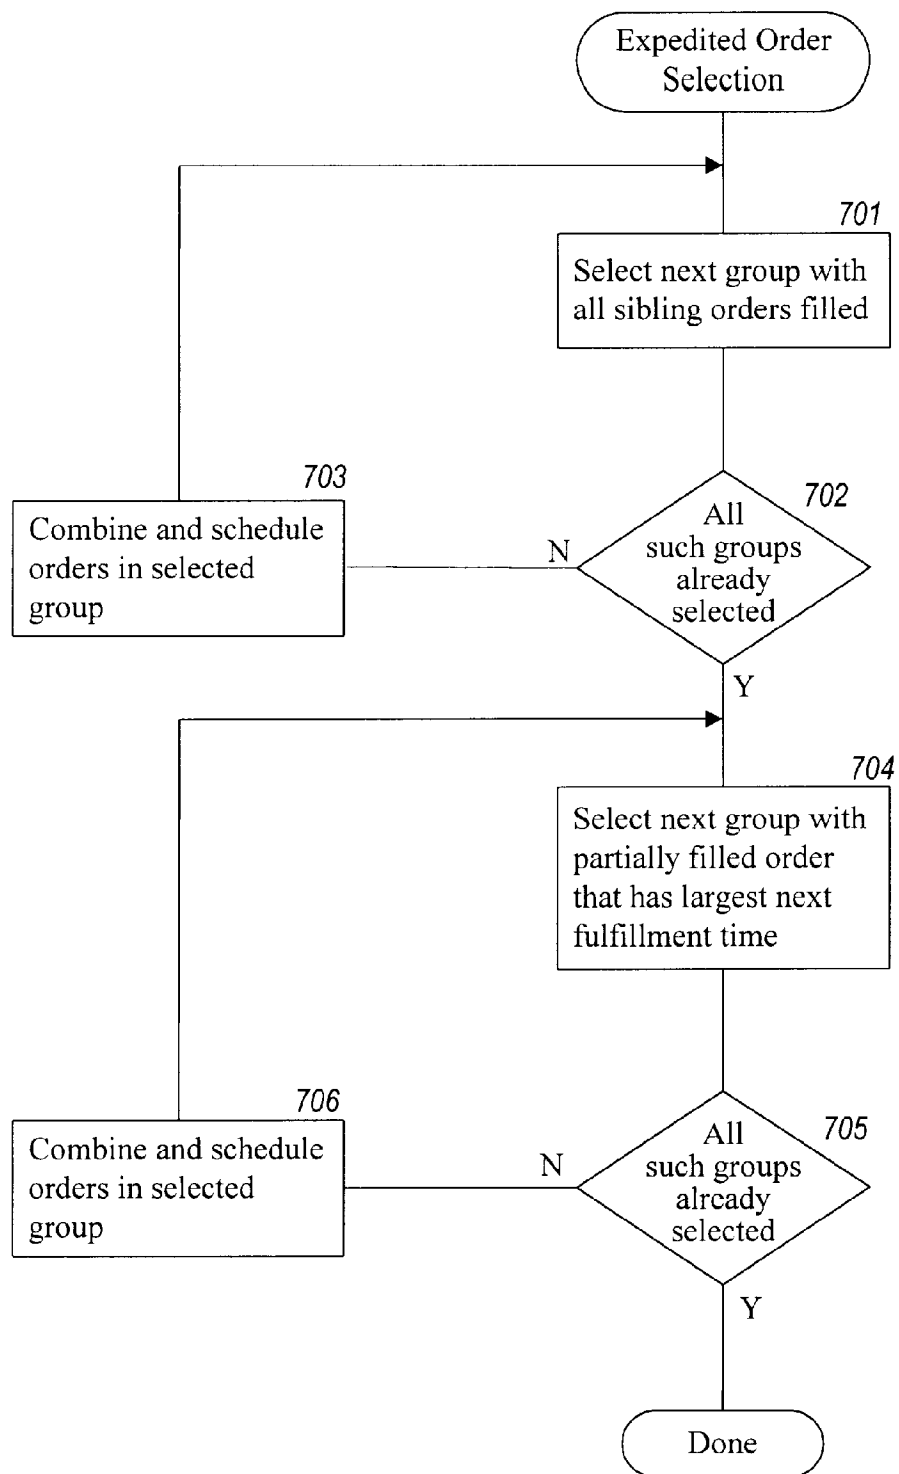 Expedited Order
Selection
701
Select next group with
all sibling orders filled
703
Combine and schedule
orders in selected
group
702
All
such groups
already
selected
N
Y
704
Select next group with
partially filled order
that has largest next
fulfillment time
706
Combine and schedule
orders in selected
group
705
All
such groups
already
selected
N
Y
Done